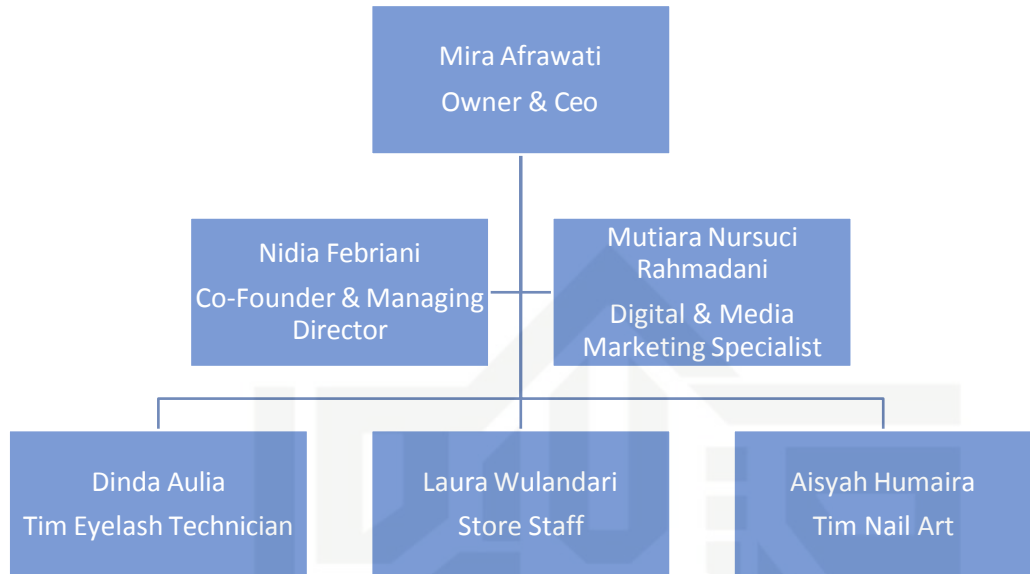 Mira Afrawati
Owner & Ceo
Nidia Febriani
Co-Founder & Managing
Director
Mutiara Nursuci
Rahmadani
Digital & Media
Marketing Specialist
Dinda Aulia
Tim Eyelash Technician
Laura Wulandari
Store Staff
Aisyah Humaira
Tim Nail Art